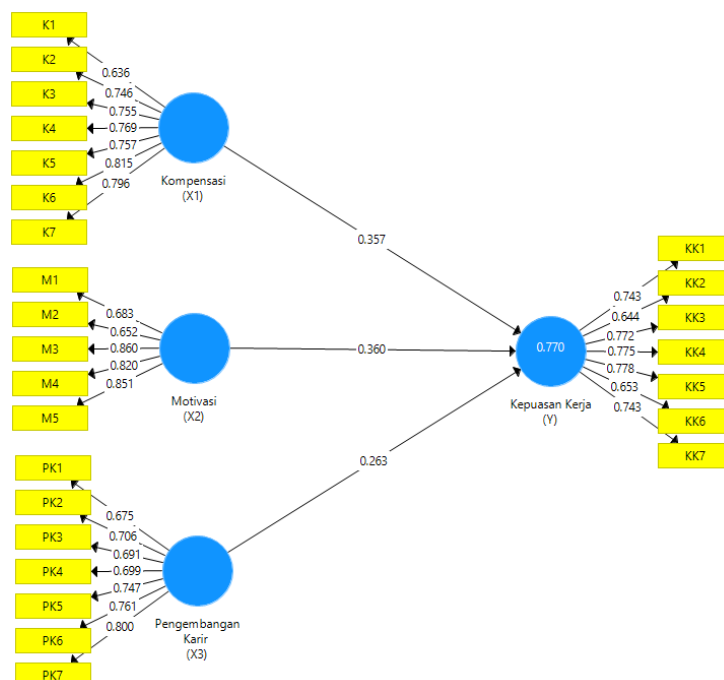 K1
K2
K3
K4
K5
K6
K7
0.636
0.746
0.755
0.769
0.757
0.815
0.796
Kompensasi
(X1)
0.357
M1
M2
M3
M4
M5
0.683
0.652
0.860
0.820
0.851
Motivasi
(X2)
0.360
PK1
PK2
PK3
PK4
PK5
PK6
PK7
0.675
0.706
0.691
0.699
0.747
0.761
0.800
Pengembangan
Karir
(X3)
0.263
0.770
Kepuasan Kerja
(Y)
0.743
0.644
0.772
0.775
0.778
0.653
0.743
KK1
KK2
KK3
KK4
KK5
KK6
KK7